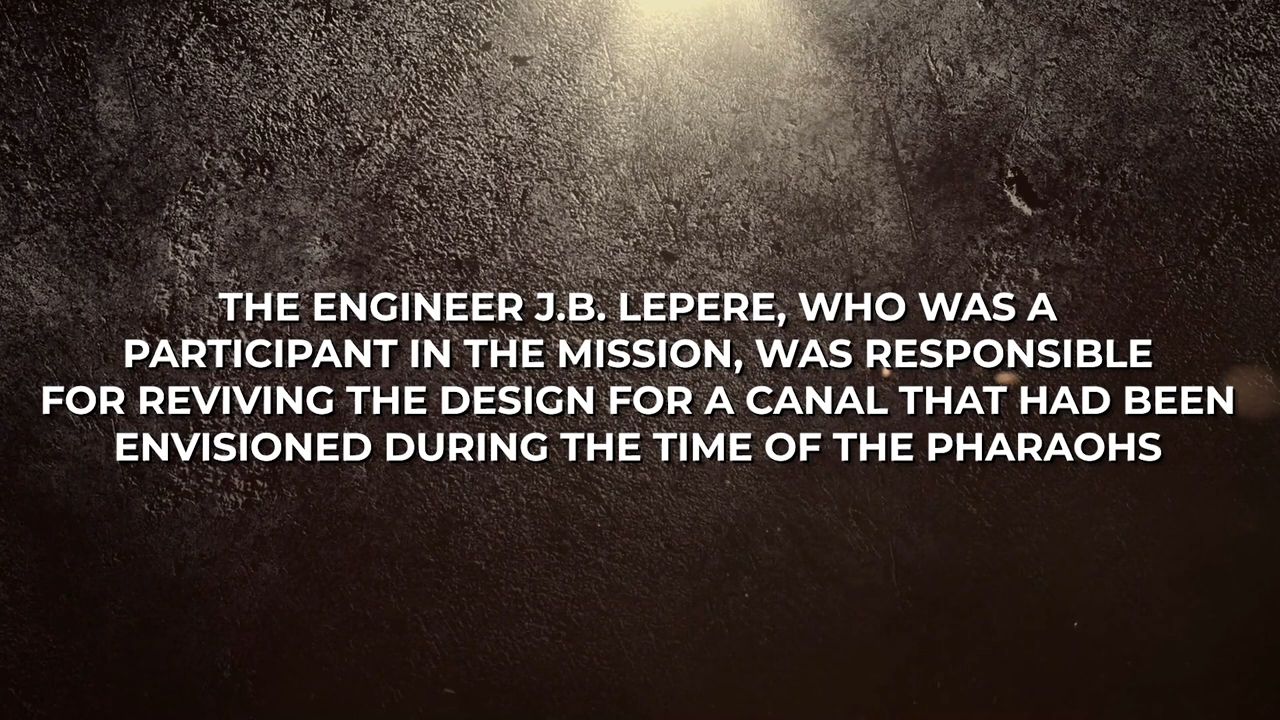 THE ENGINEER J.B. LEPERE, WHO WAS A
PARTICIPANT IN THE MISSION, WAS RESPONSIBLE
FOR REVIVING THE DESIGN FOR A CANAL THAT HAD BEEN
ENVISIONED DURING THE TIME OF THE PHARAOHS